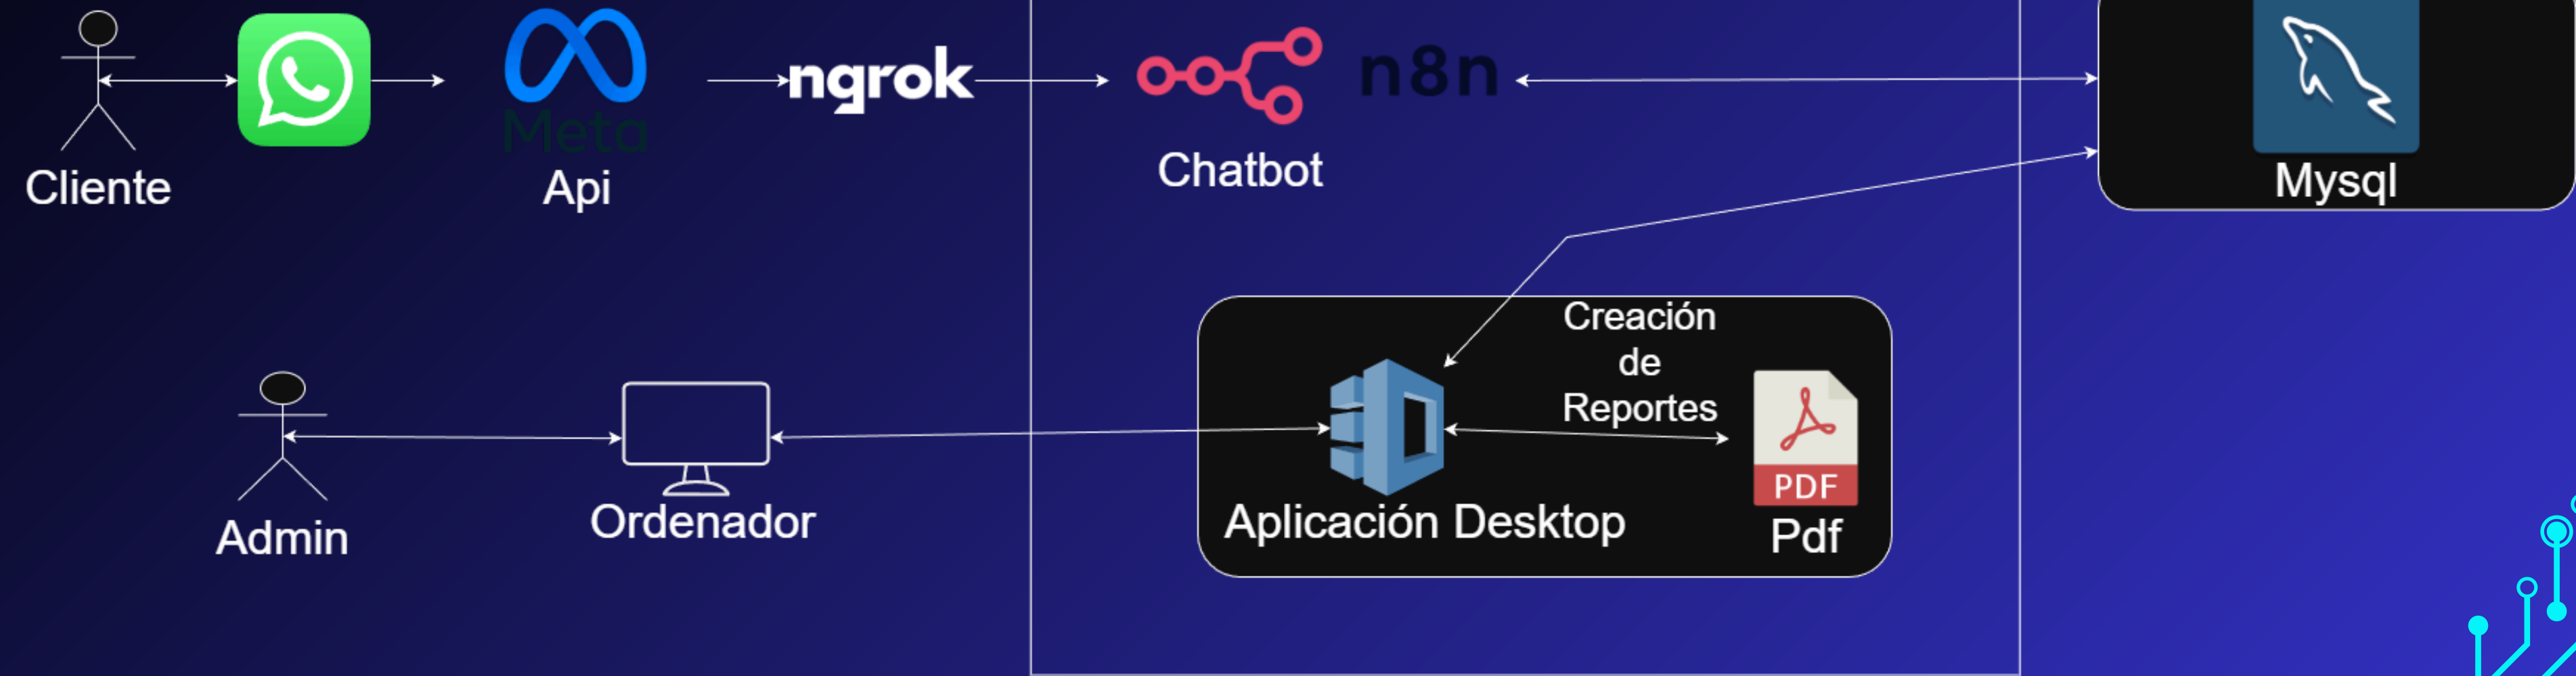 Meta
ngrok
n8n
Cliente
Api
Chatbot
Mysql
Creación
de
Reportes
PDF
Admin
Ordenador
Aplicación Desktop
Pdf